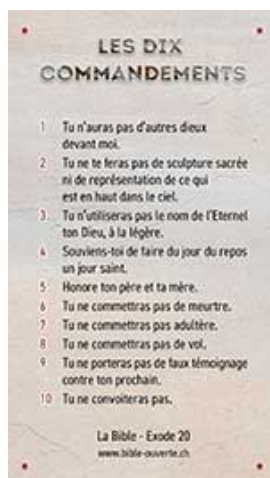 LES DIX
COMMANDEMENTS
1 Tu n'auras pas d'autres dieux
devant moi.
2 Tu ne te feras pas de sculpture sacrée
ni de représentation de ce qui
est en haut dans le ciel.
3. Tu n'utiliseras pas le nom de l'Eternel
ton Dieu, à la légère.
4 Souviens-toi de faire du jour du repos
un jour saint.
5 Honore ton père et ta mère.
6 Tu ne commettras pas de meurtre.
7 Tu ne commettras pas adultère.
8 Tu ne commettras pas de vol.
9 Tu ne porteras pas de faux témoignage
contre ton prochain.
10 Tu ne convoiteras pas.
La Bible - Exode 20
www.bible-ouverte.ch